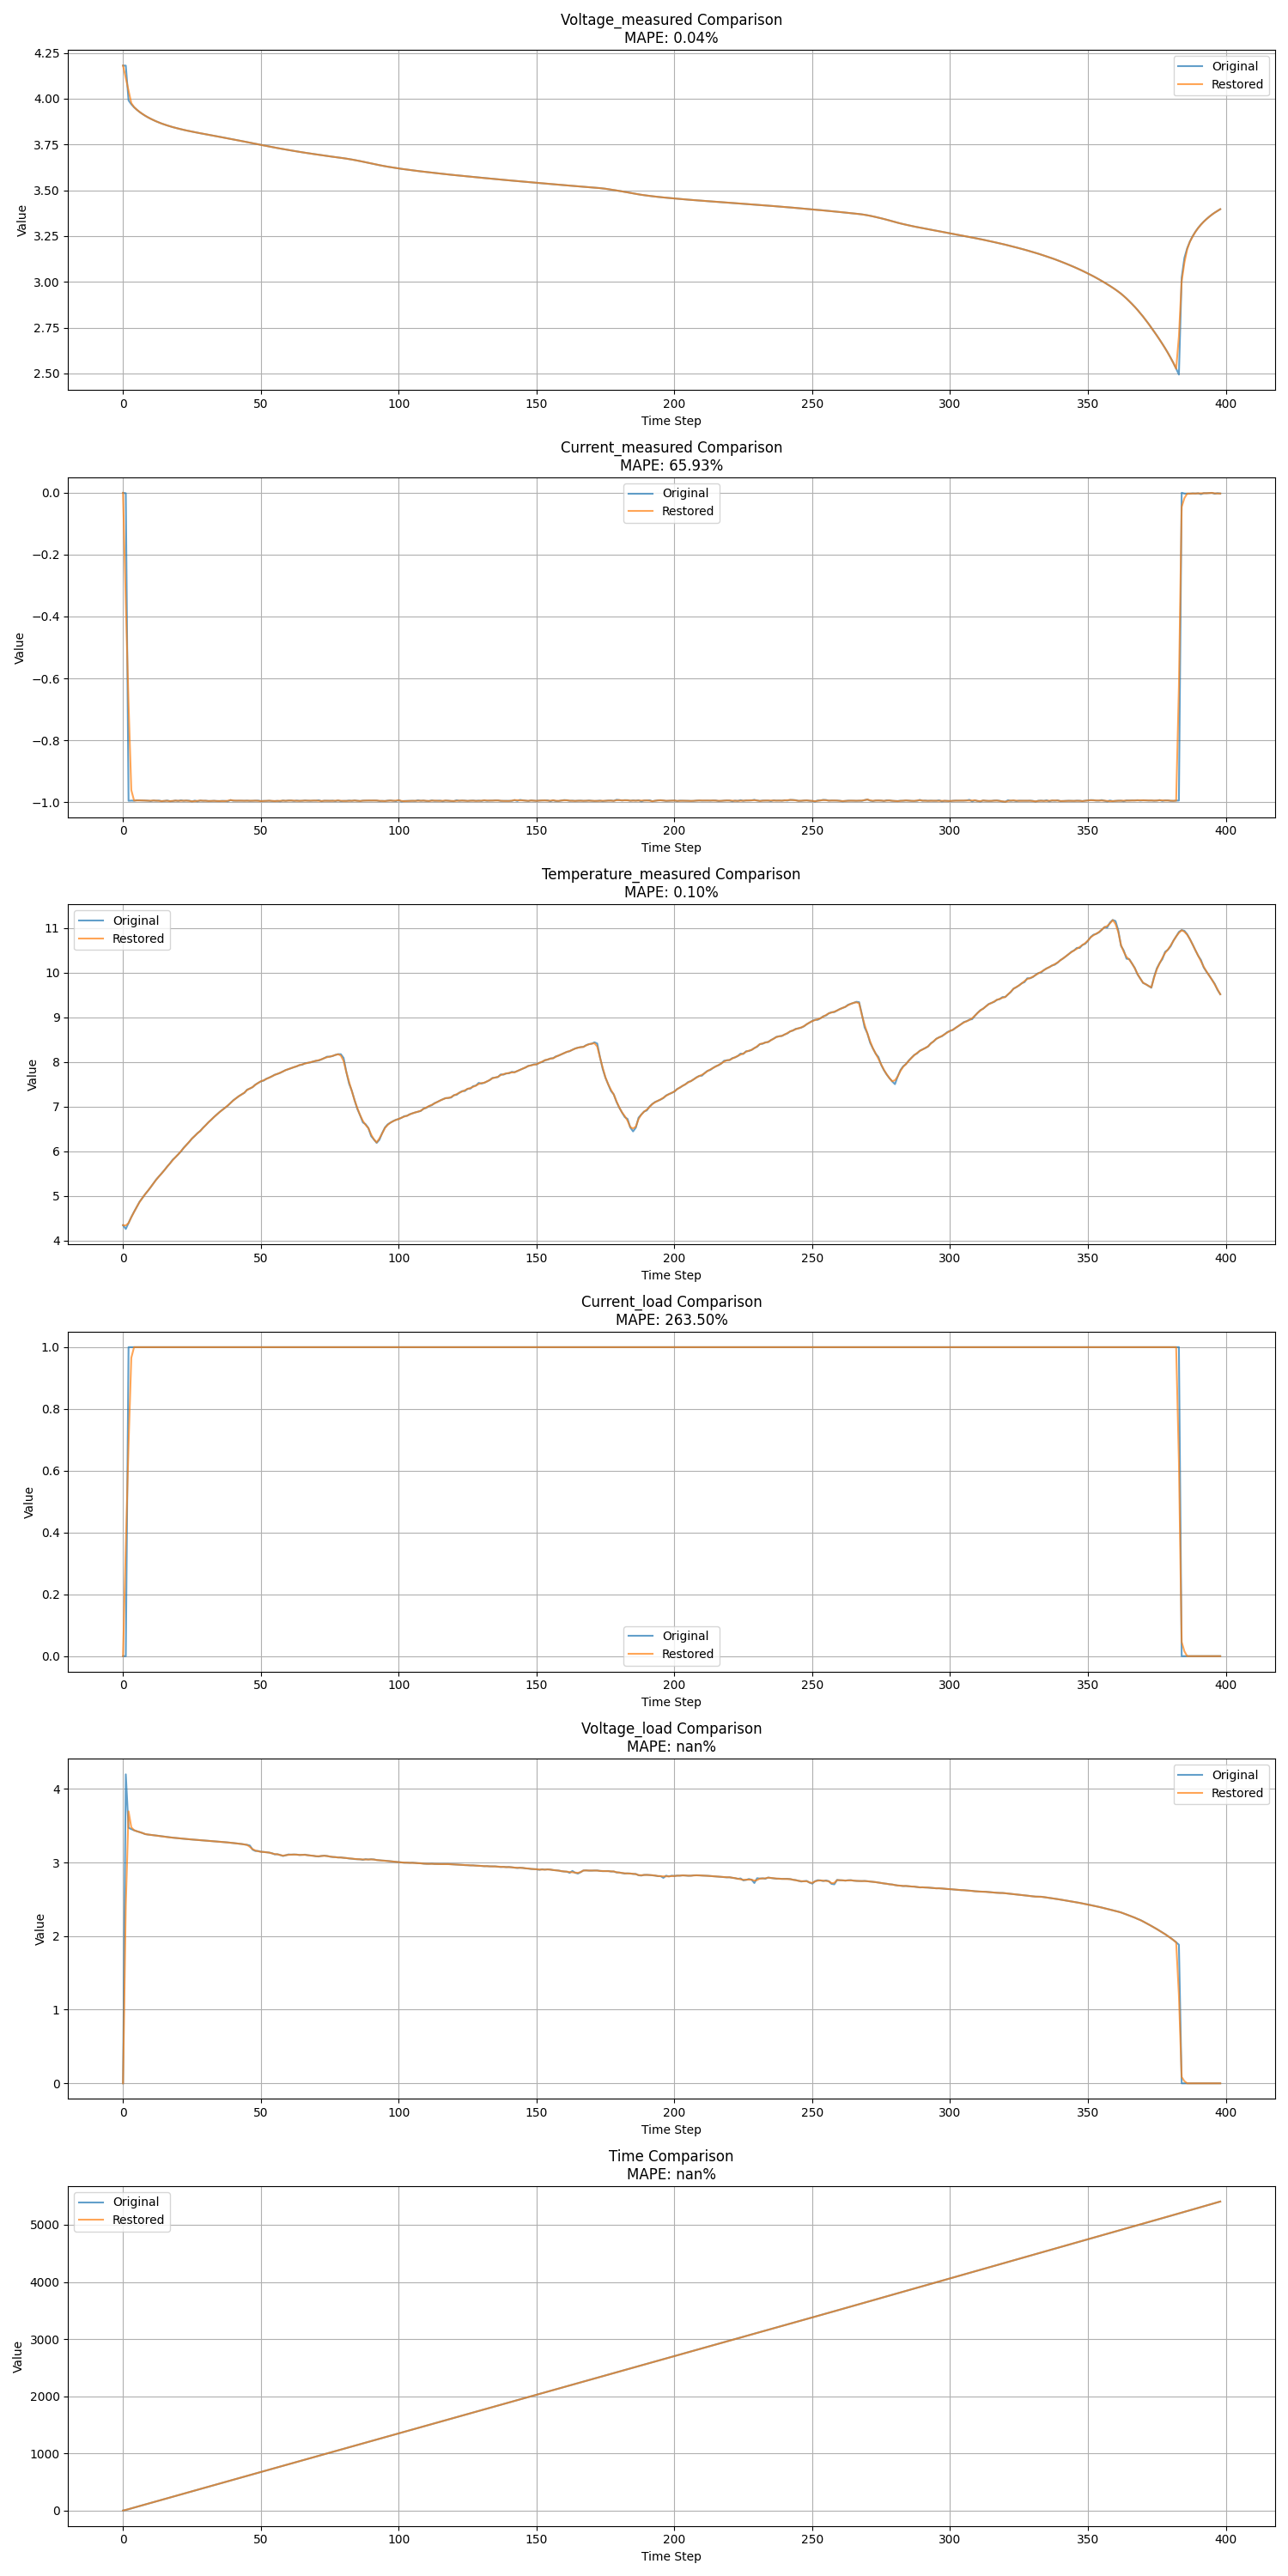 Voltage_measured Comparison
MAPE: 0.04%
Original
Restored
4.25
4.00
3.75
3.50
3.25
3.00
2.75
2.50
Value
0 50 100 150 200 250 300 350 400
Time Step
Current_measured Comparison
MAPE: 65.93%
Original
Restored
0.0
−0.2
−0.4
−0.6
−0.8
−1.0
Value
0 50 100 150 200 250 300 350 400
Time Step
Temperature_measured Comparison
MAPE: 0.10%
Original
Restored
11
10
9
8
7
6
5
4
Value
0 50 100 150 200 250 300 350 400
Time Step
Current_load Comparison
MAPE: 263.50%
1.0
0.8
0.6
0.4
0.2
0.0
Value
Original
Restored
0 50 100 150 200 250 300 350 400
Time Step
Voltage_load Comparison
MAPE: nan%
Original
Restored
4
3
2
1
0
Value
0 50 100 150 200 250 300 350 400
Time Step
Time Comparison
MAPE: nan%
Original
Restored
5000
4000
3000
2000
1000
0
Value
0 50 100 150 200 250 300 350 400
Time Step